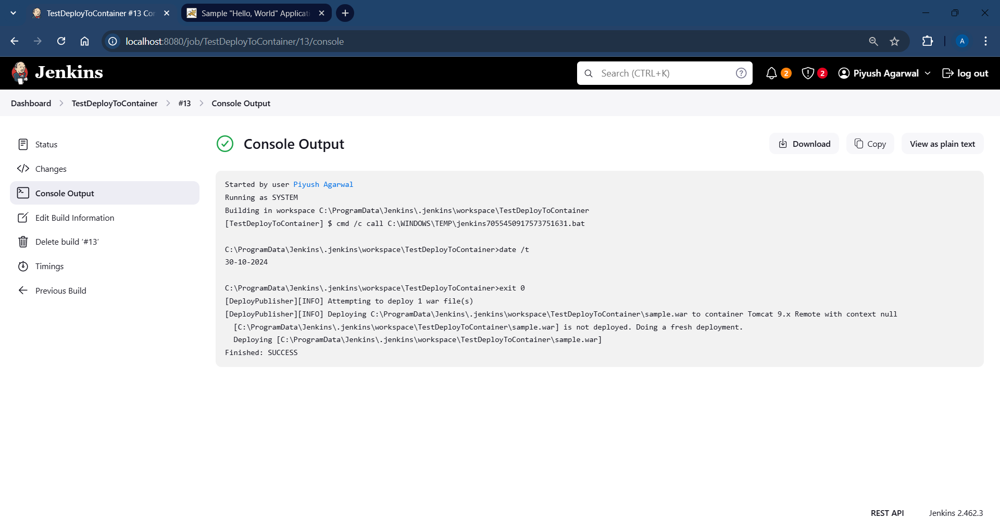 TestDeployToContainer #13 Con
Sample "Hello, World" Applicati
localhost:8080/job/TestDeployToContainer/13/console
A
Jenkins
Search (CTRL+K)
2
2
Piyush Agarwal
log out
Dashboard
TestDeployToContainer
#13
Console Output
Status
Changes
Console Output
Edit Build Information
Delete build ‘#13’
Timings
Previous Build
Console Output
Download
Copy
View as plain text
Started by user Piyush Agarwal
Running as SYSTEM
Building in workspace C:\ProgramData\Jenkins\.jenkins\workspace\TestDeployToContainer
[TestDeployToContainer] $ cmd /c call C:\WINDOWS\TEMP\jenkins7055450917573751631.bat
C:\ProgramData\Jenkins\.jenkins\workspace\TestDeployToContainer>date /t
30-10-2024
C:\ProgramData\Jenkins\.jenkins\workspace\TestDeployToContainer>exit 0
[DeployPublisher][INFO] Attempting to deploy 1 war file(s)
[DeployPublisher][INFO] Deploying C:\ProgramData\Jenkins\.jenkins\workspace\TestDeployToContainer\sample.war to container Tomcat 9.x Remote with context null
[C:\ProgramData\Jenkins\.jenkins\workspace\TestDeployToContainer\sample.war] is not deployed. Doing a fresh deployment.
Deploying [C:\ProgramData\Jenkins\.jenkins\workspace\TestDeployToContainer\sample.war]
Finished: SUCCESS
REST API
Jenkins 2.462.3